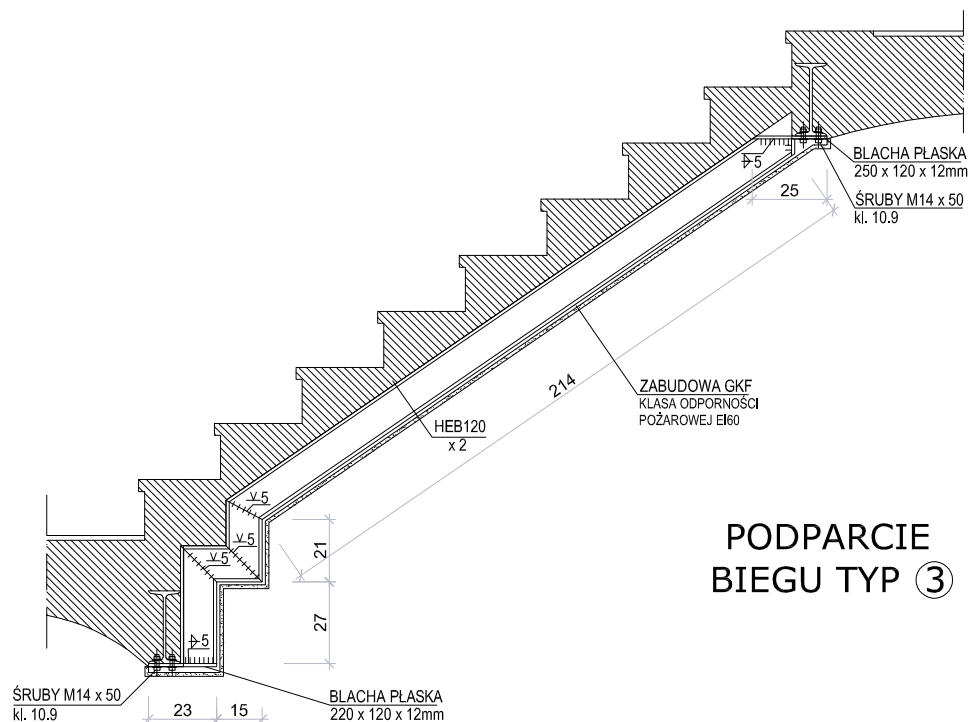 BLACHA PŁASKA
250 x 120 x 12mm
5
25
ŚRUBY M14 x 50
kl. 10.9
214
ZABUDOWA GKF
KLASA ODPORNOŚCI
POŻAROWEJ EI60
HEB120
x 2
5
5
5
21
27
PODPARCIE
BIEGU TYP 3
5
ŚRUBY M14 x 50
kl. 10.9
23
15
BLACHA PŁASKA
220 x 120 x 12mm